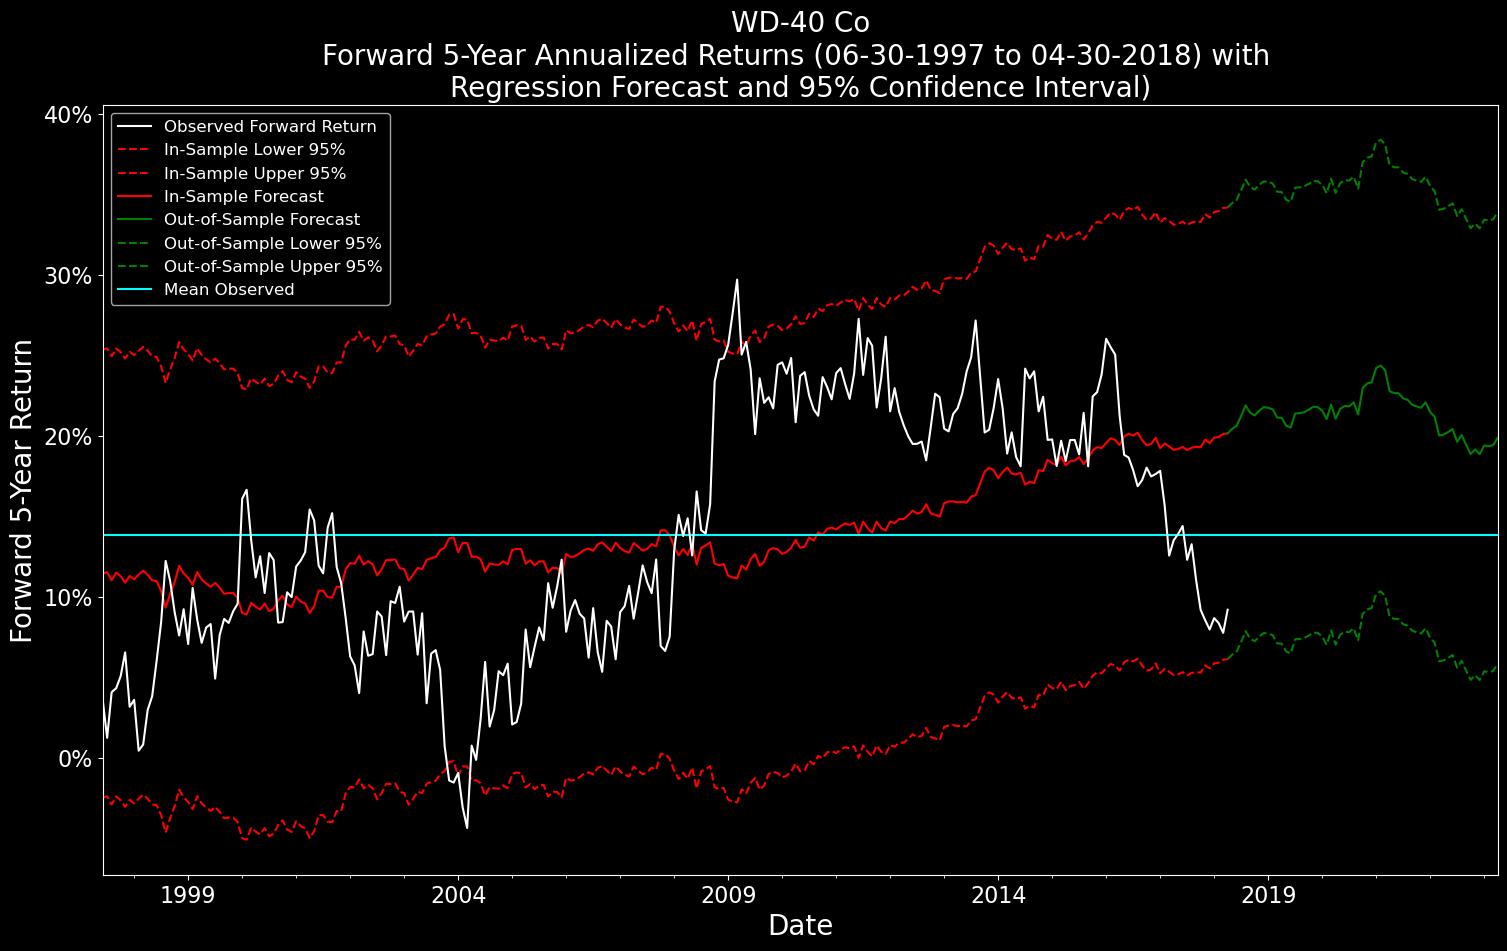 WD-40 Co
Forward 5-Year Annualized Returns (06-30-1997 to 04-30-2018) with
Regression Forecast and 95% Confidence Interval)
Forward 5-Year Return
40%
30%
20%
10%
0%
Observed Forward Return
In-Sample Lower 95%
In-Sample Upper 95%
In-Sample Forecast
Out-of-Sample Forecast
Out-of-Sample Lower 95%
Out-of-Sample Upper 95%
Mean Observed
1999
2004
2009
2014
2019
Date